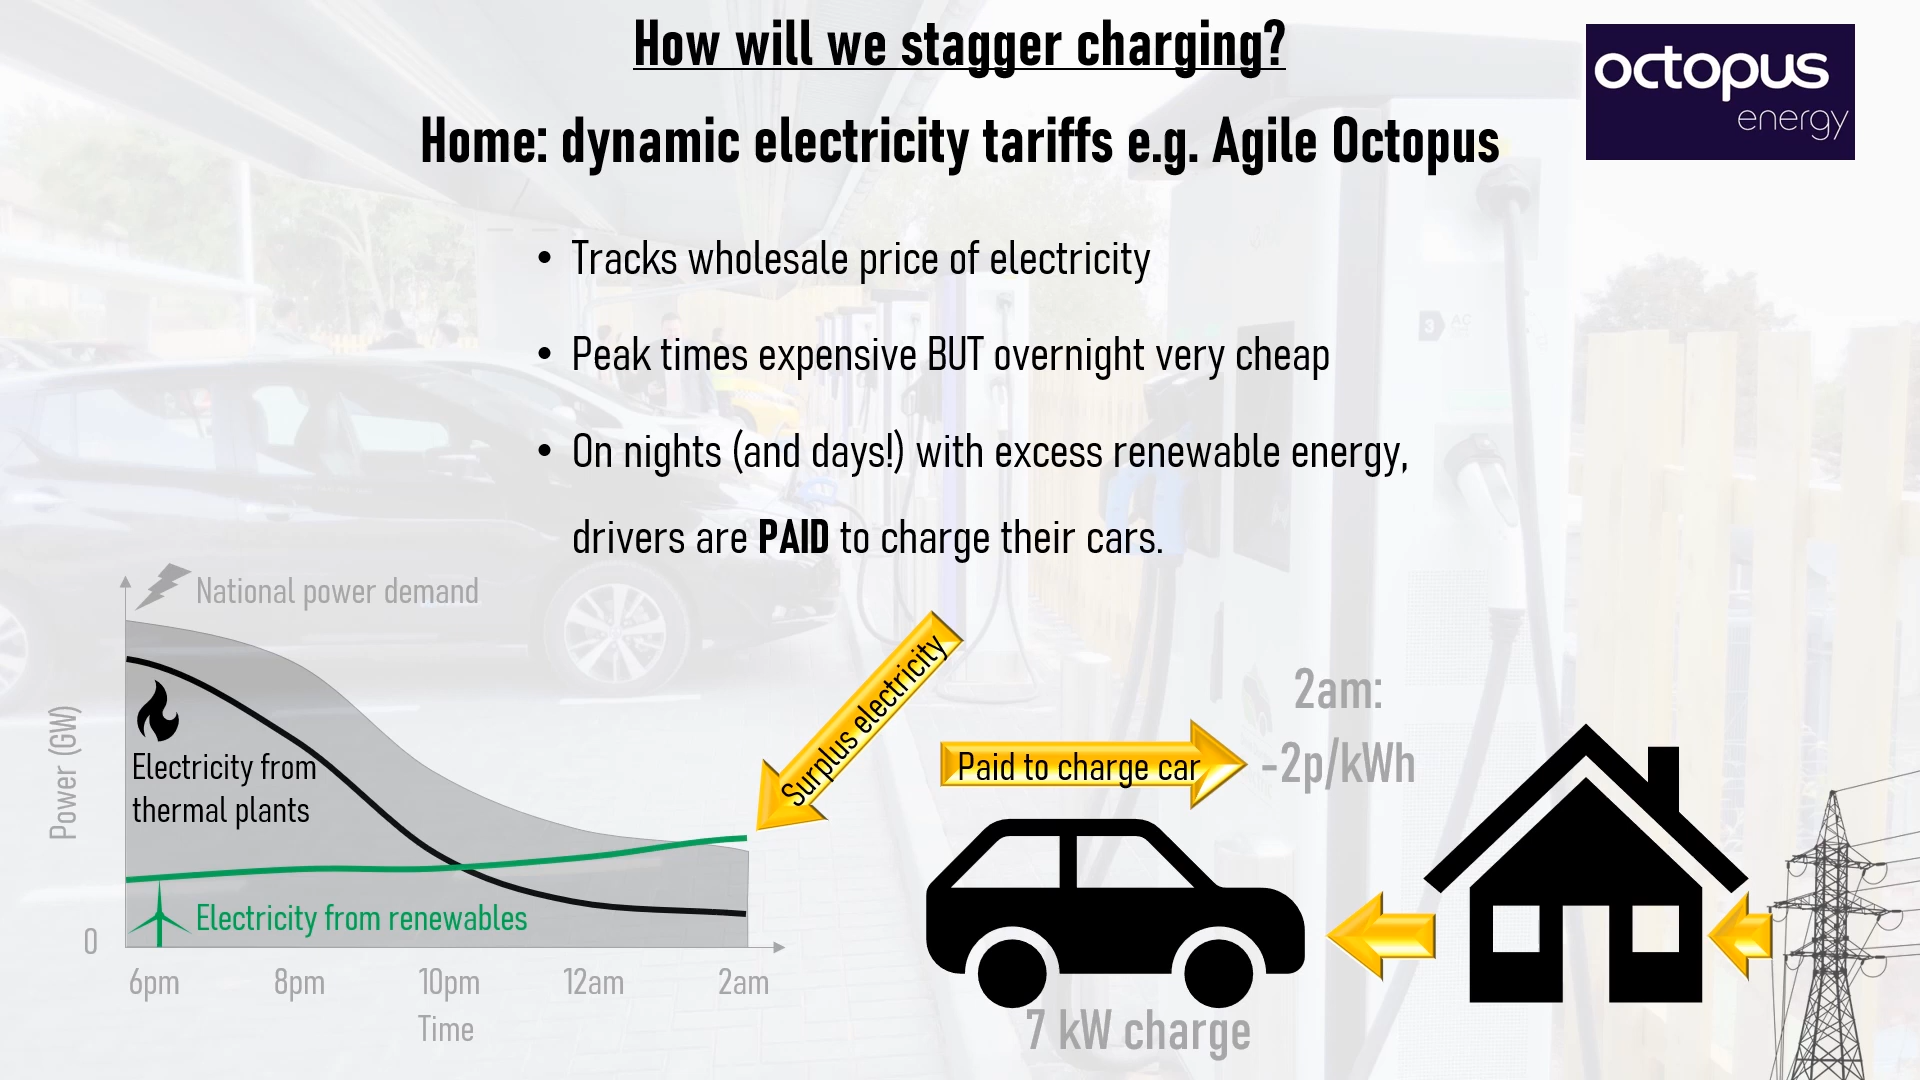 How will we stagger charging?
octopus
energy
Home: dynamic electricity tariffs e.g. Agile Octopus
• Tracks wholesale price of electricity
• Peak times expensive BUT overnight very cheap
• On nights (and days!) with excess renewable energy,
drivers are PAID to charge their cars.
3 AC
National power demand
Power (GW)
Electricity from
thermal plants
Electricity from renewables
0
6pm 8pm 10pm 12am 2am
Time
Surplus electricity
Paid to charge car
2am:
-2p/kWh
7 kW charge